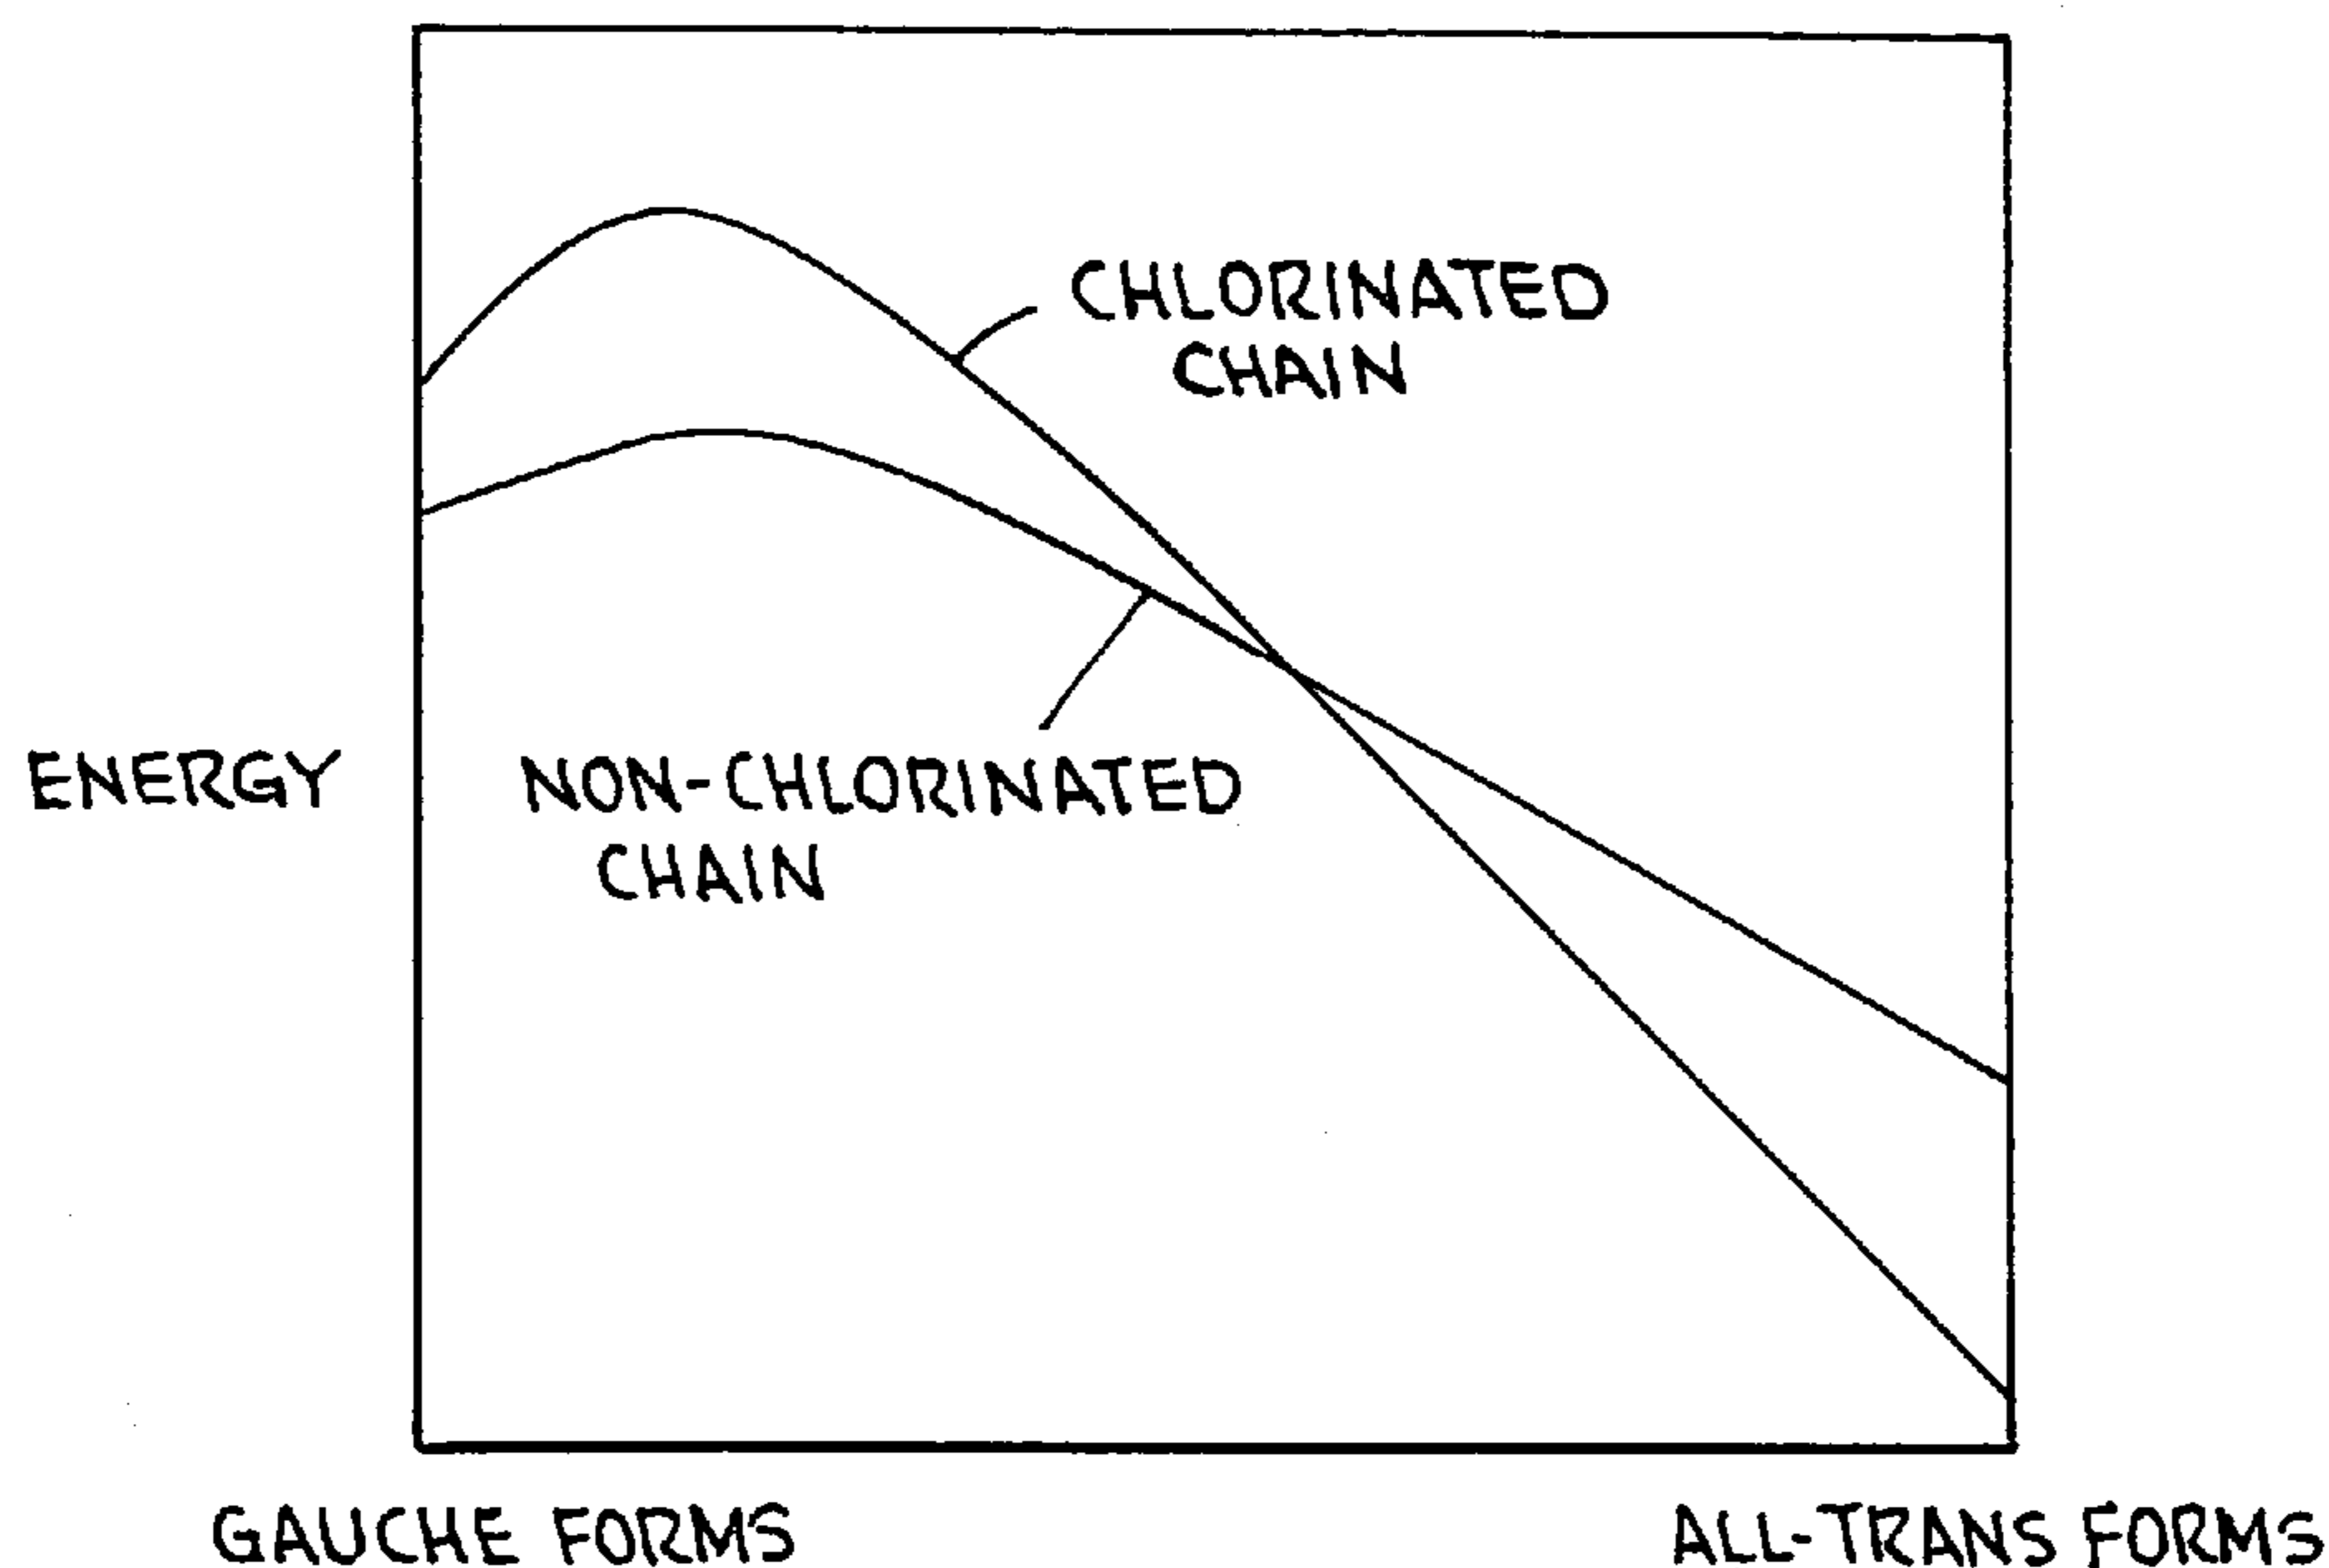 CHLORINATED
CHAIN
ENERGY
NON-CHLORINATED
CHAIN
GAUCHE FORMS
ALL-TRANS FORMS